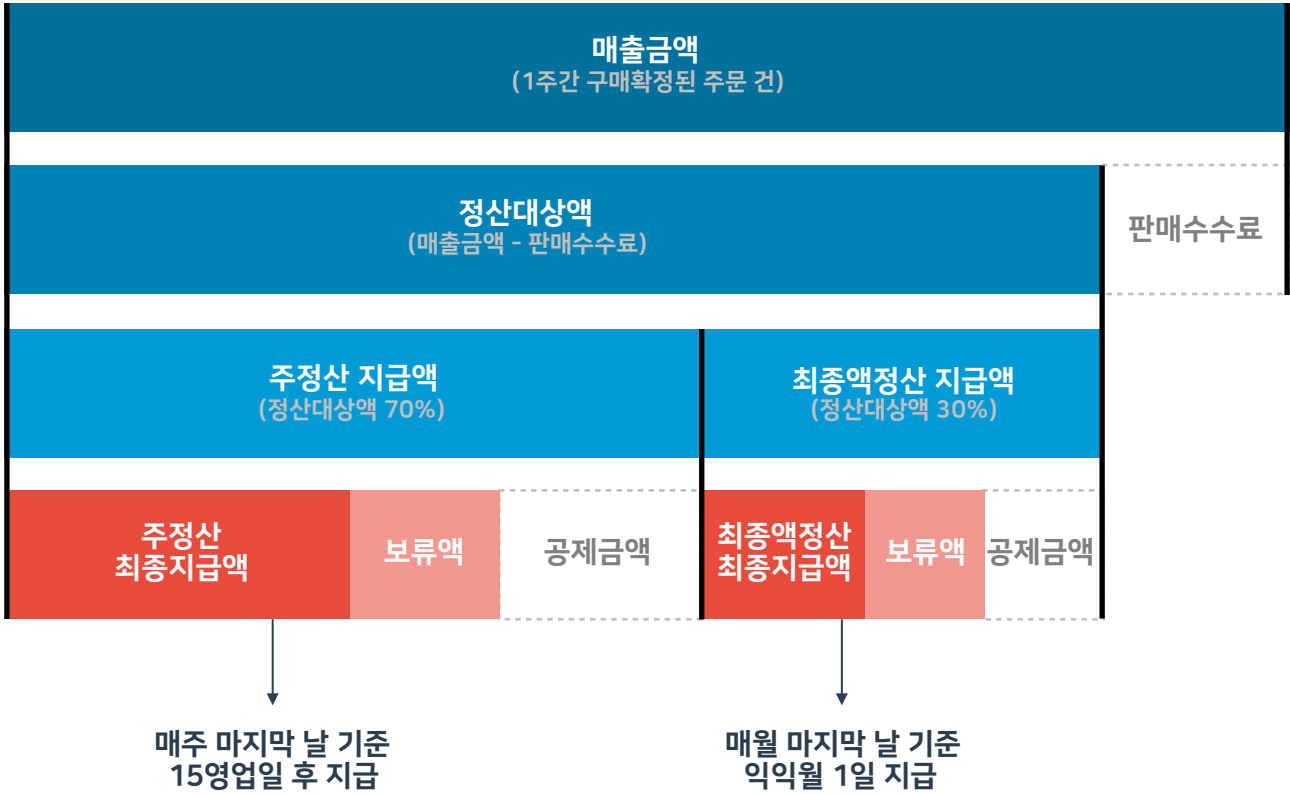 매출금액
(1주간 구매확정된 주문 건)
정산대상액
(매출금액 - 판매수수료)
판매수수료
주정산 지급액
(정산대상액 70%)
최종액정산 지급액
(정산대상액 30%)
주정산
최종지급액
보류액
공제금액
최종액정산
최종지급액
보류액
공제금액
매주 마지막 날 기준
15영업일 후 지급
매월 마지막 날 기준
익익월 1일 지급